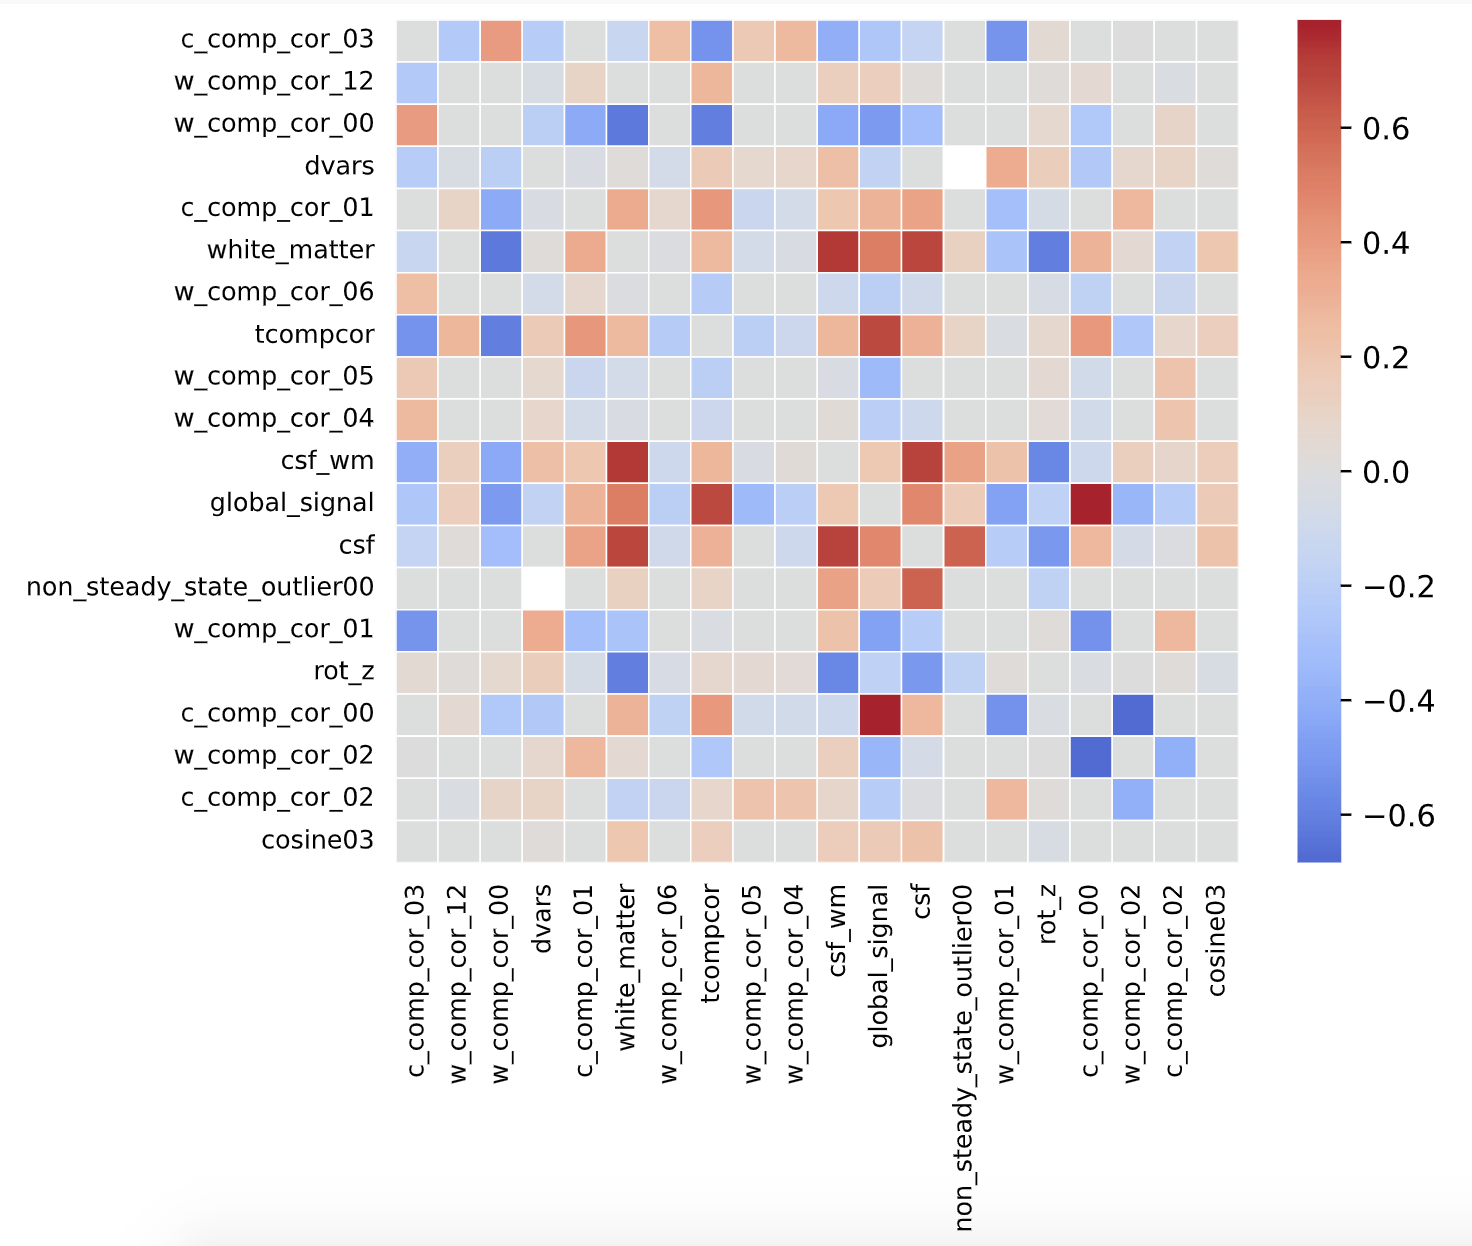 c_comp_cor_03
w_comp_cor_12
w_comp_cor_00
dvars
c_comp_cor_01
white_matter
w_comp_cor_06
tcompcor
w_comp_cor_05
w_comp_cor_04
csf_wm
global_signal
csf
non_steady_state_outlier00
w_comp_cor_01
rot_z
c_comp_cor_00
w_comp_cor_02
c_comp_cor_02
cosine03
c_comp_cor_03
w_comp_cor_12
w_comp_cor_00
dvars
c_comp_cor_01
white_matter
w_comp_cor_06
tcompcor
w_comp_cor_05
w_comp_cor_04
csf_wm
global_signal
csf
non_steady_state_outlier00
w_comp_cor_01
rot_z
c_comp_cor_00
w_comp_cor_02
c_comp_cor_02
cosine03
0.6
0.4
0.2
0.0
−0.2
−0.4
−0.6